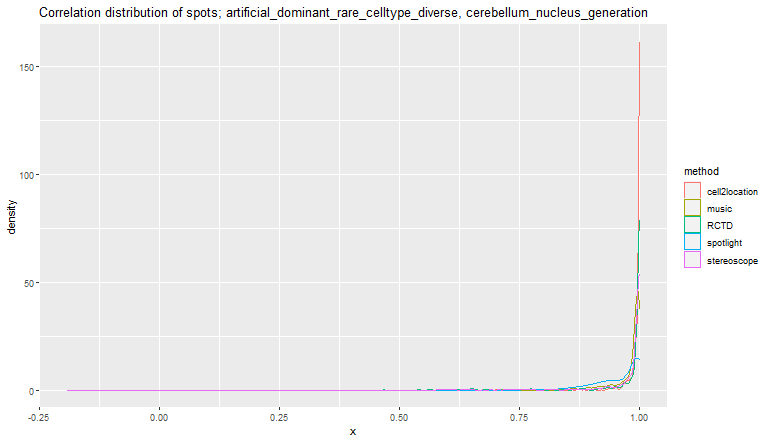 Correlation distribution of spots; artificial_dominant_rare_celltype_diverse, cerebellum_nucleus_generation
150
100
50
0
density
-0.25 0.00 0.25 0.50 0.75 1.00
x
method
cell2location
music
RCTD
spotlight
stereoscope